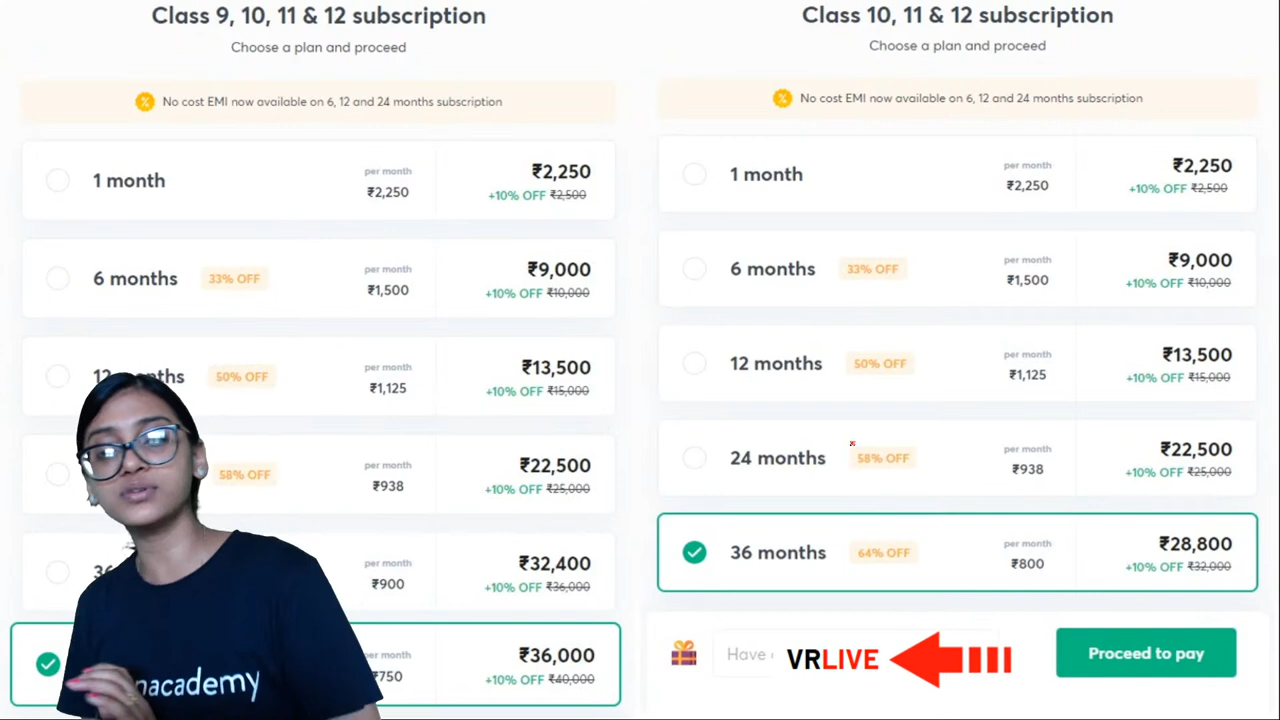 Class 9, 10, 11 & 12 subscription
Choose a plan and proceed
No cost EMI now available on 6, 12 and 24 months subscription
1 month
per month
₹2,250
₹2,250
+10% OFF ₹2,500
6 months 33% OFF
per month
₹1,500
₹9,000
+10% OFF ₹10,000
50% OFF
per month
₹1,125
₹13,500
+10% OFF ₹15,000
58% OFF
per month
₹938
₹22,500
+10% OFF ₹25,000
per month
₹900
₹32,400
+10% OFF ₹36,000
per month
₹750
₹36,000
+10% OFF ₹40,000
Class 10, 11 & 12 subscription
Choose a plan and proceed
No cost EMI now available on 6, 12 and 24 months subscription
1 month
per month
₹2,250
₹2,250
+10% OFF ₹2,500
6 months 33% OFF
per month
₹1,500
₹9,000
+10% OFF ₹10,000
12 months 50% OFF
per month
₹1,125
₹13,500
+10% OFF ₹15,000
24 months 58% OFF
per month
₹938
₹22,500
+10% OFF ₹25,000
36 months 64% OFF
per month
₹800
₹28,800
+10% OFF ₹32,000
Have
VRLIVE
Proceed to pay
nacademy